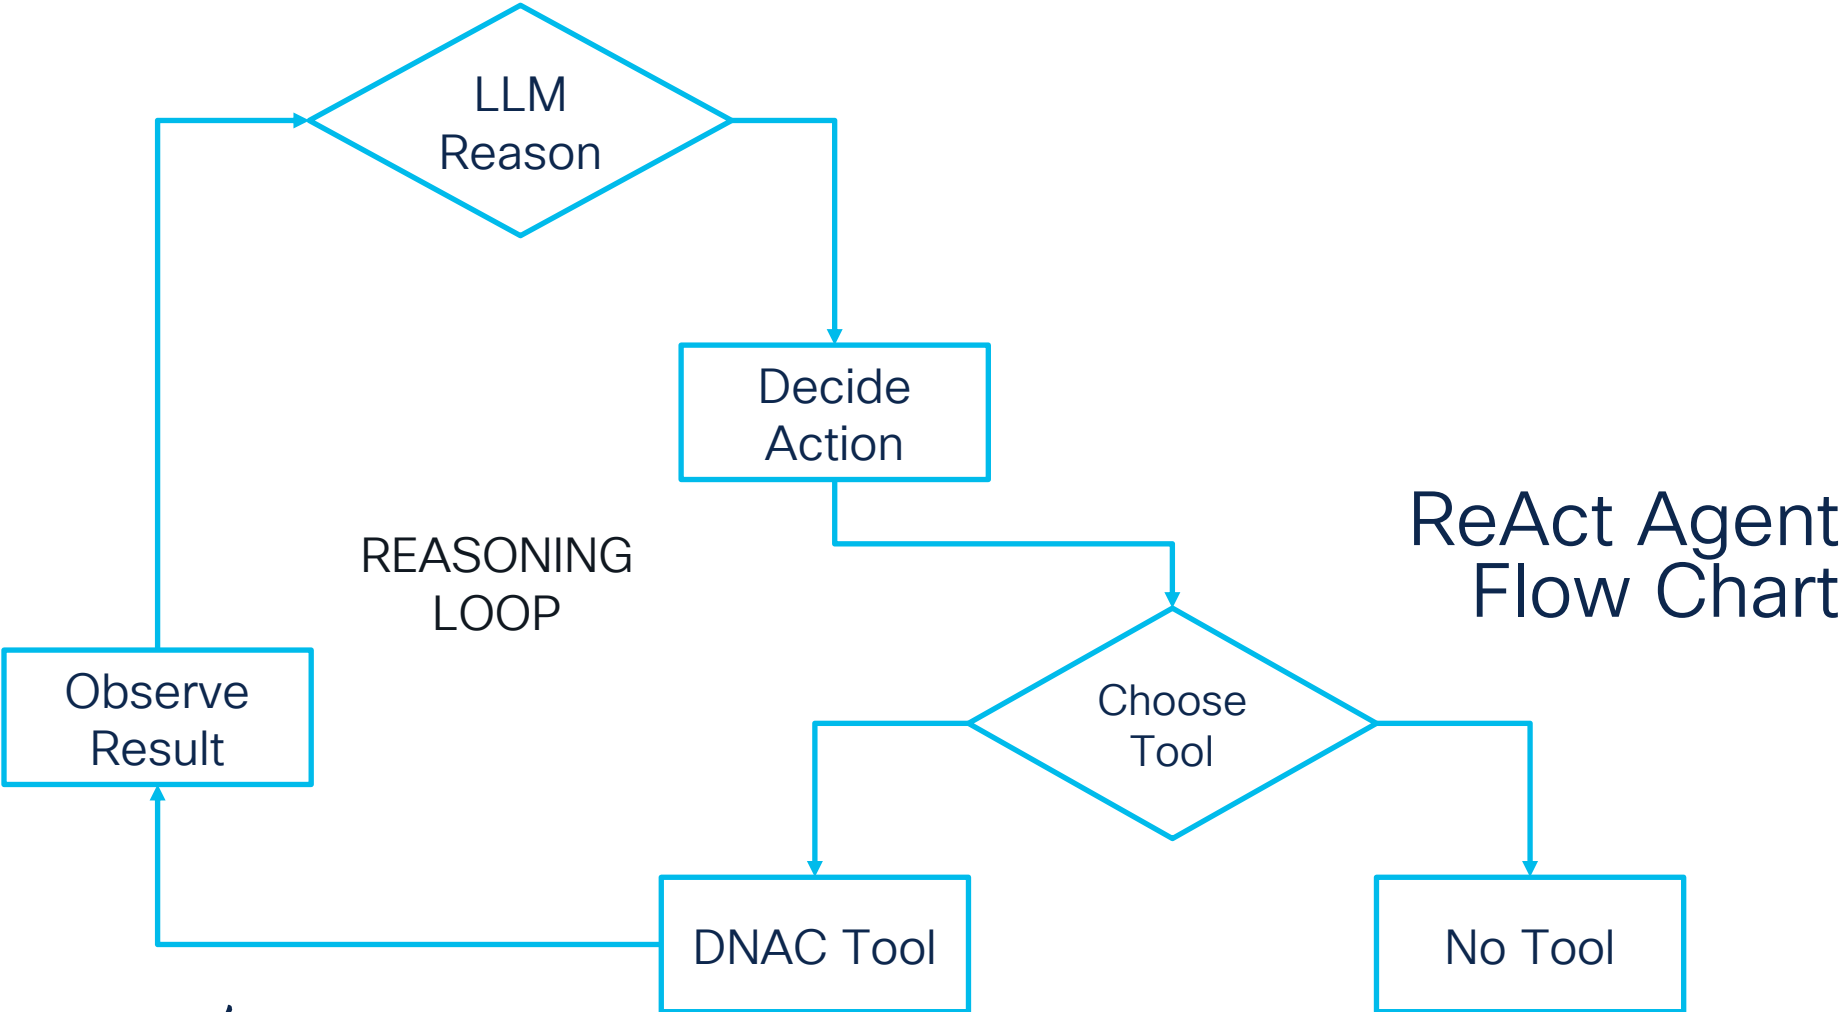 LLM
Reason
Decide
Action
REASONING
LOOP
ReAct Agent
Flow Chart
Observe
Result
Choose
Tool
DNAC Tool
No Tool